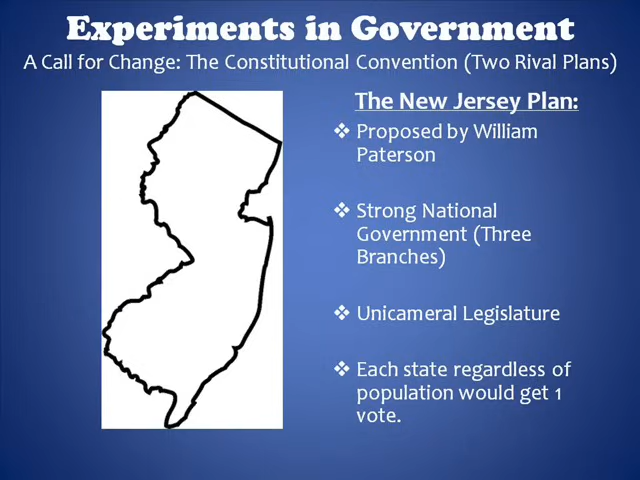 Experiments in Government
A Call for Change: The Constitutional Convention (Two Rival Plans)
The New Jersey Plan:
❖ Proposed by William
Paterson
❖ Strong National
Government (Three
Branches)
❖ Unicameral Legislature
❖ Each state regardless of
population would get 1
vote.